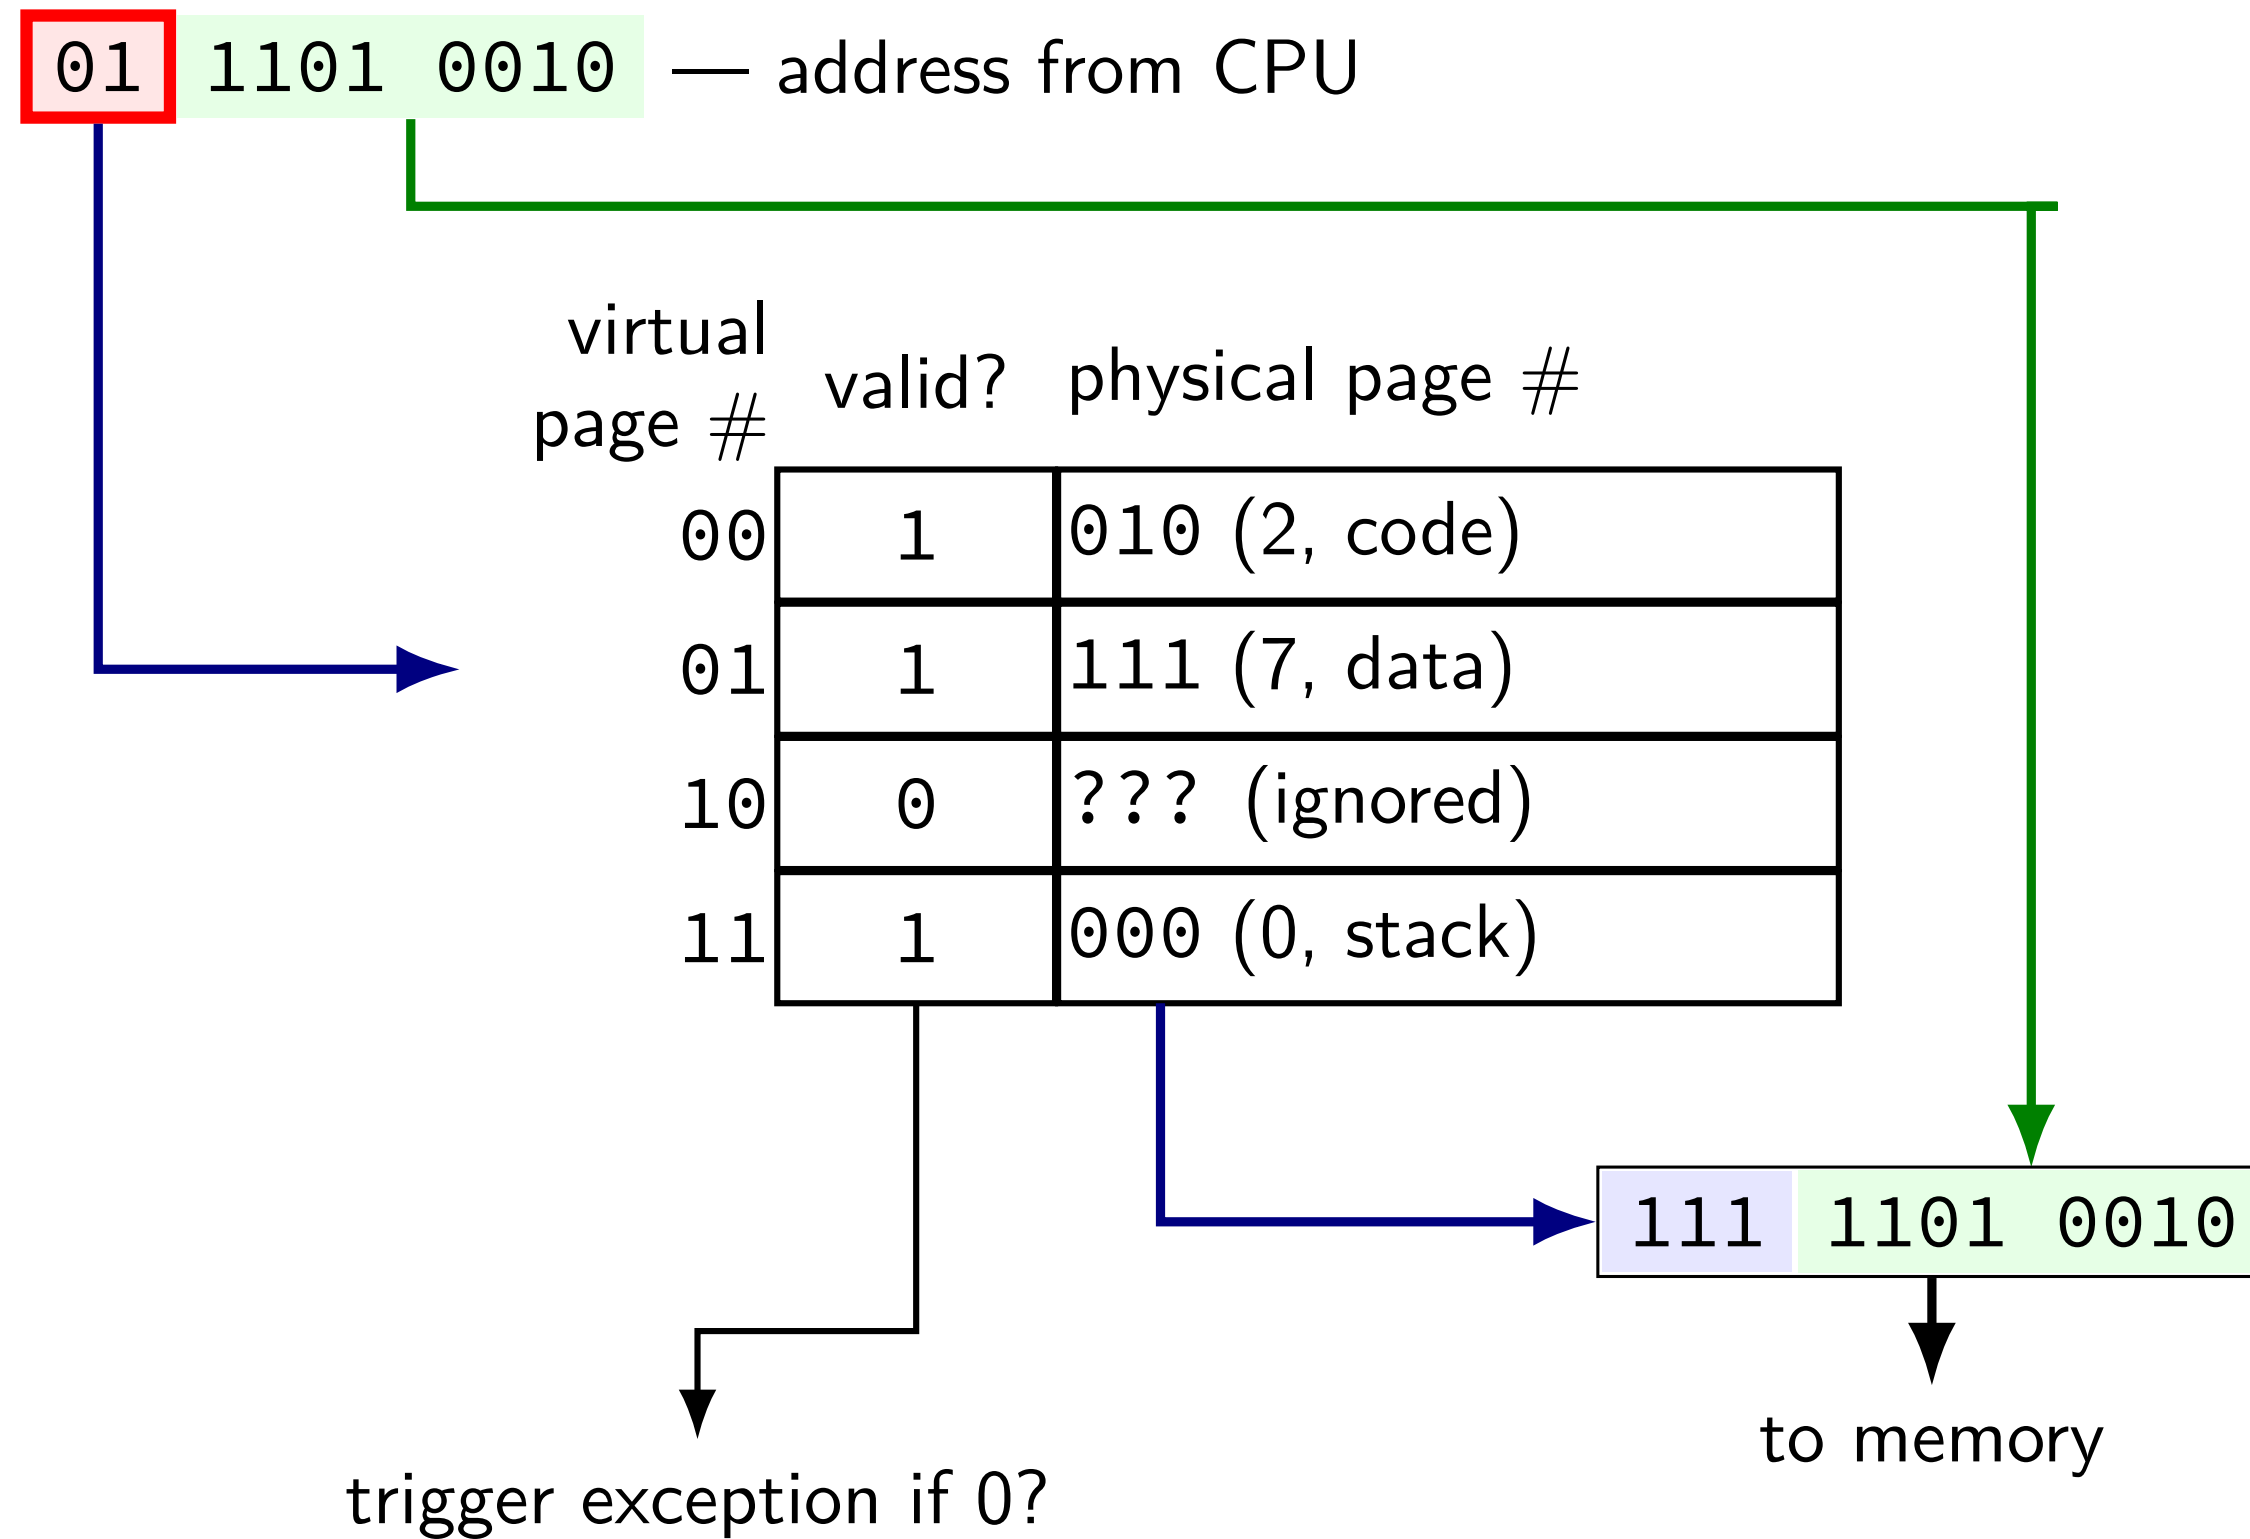 01 1101 0010 — address from CPU
virtual
page # valid? physical page #
00 1 010 (2, code)
01 1 111 (7, data)
10 0 ??? (ignored)
11 1 000 (0, stack)
111 1101 0010
to memory
trigger exception if 0?